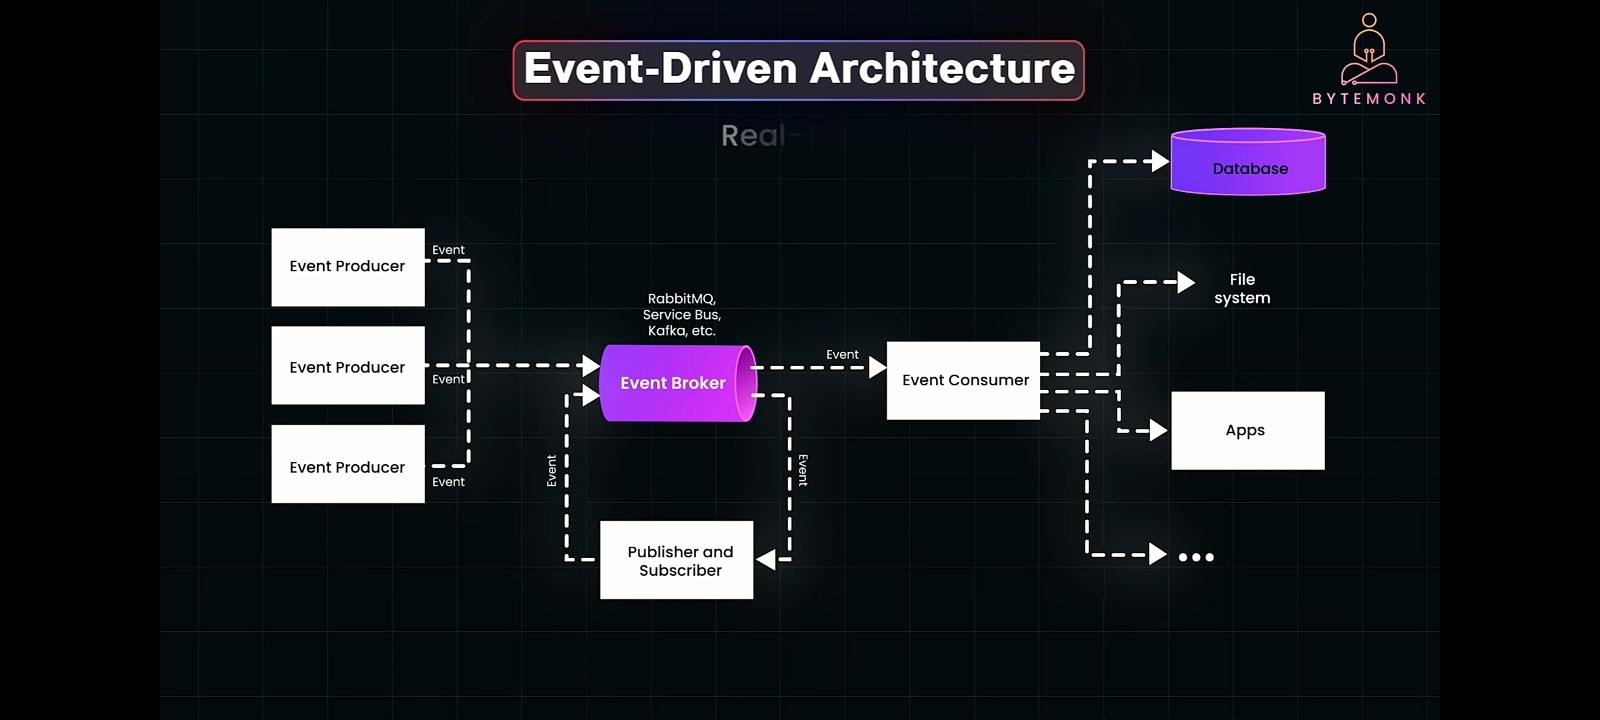 Event-Driven Architecture
BYTEMONK
Real-
Database
Event Producer
Event
Event Producer
Event
Event Producer
Event
RabbitMQ,
Service Bus,
Kafka, etc.
Event Broker
Event
Event
Event
Publisher and
Subscriber
Event Consumer
File
system
Apps
...